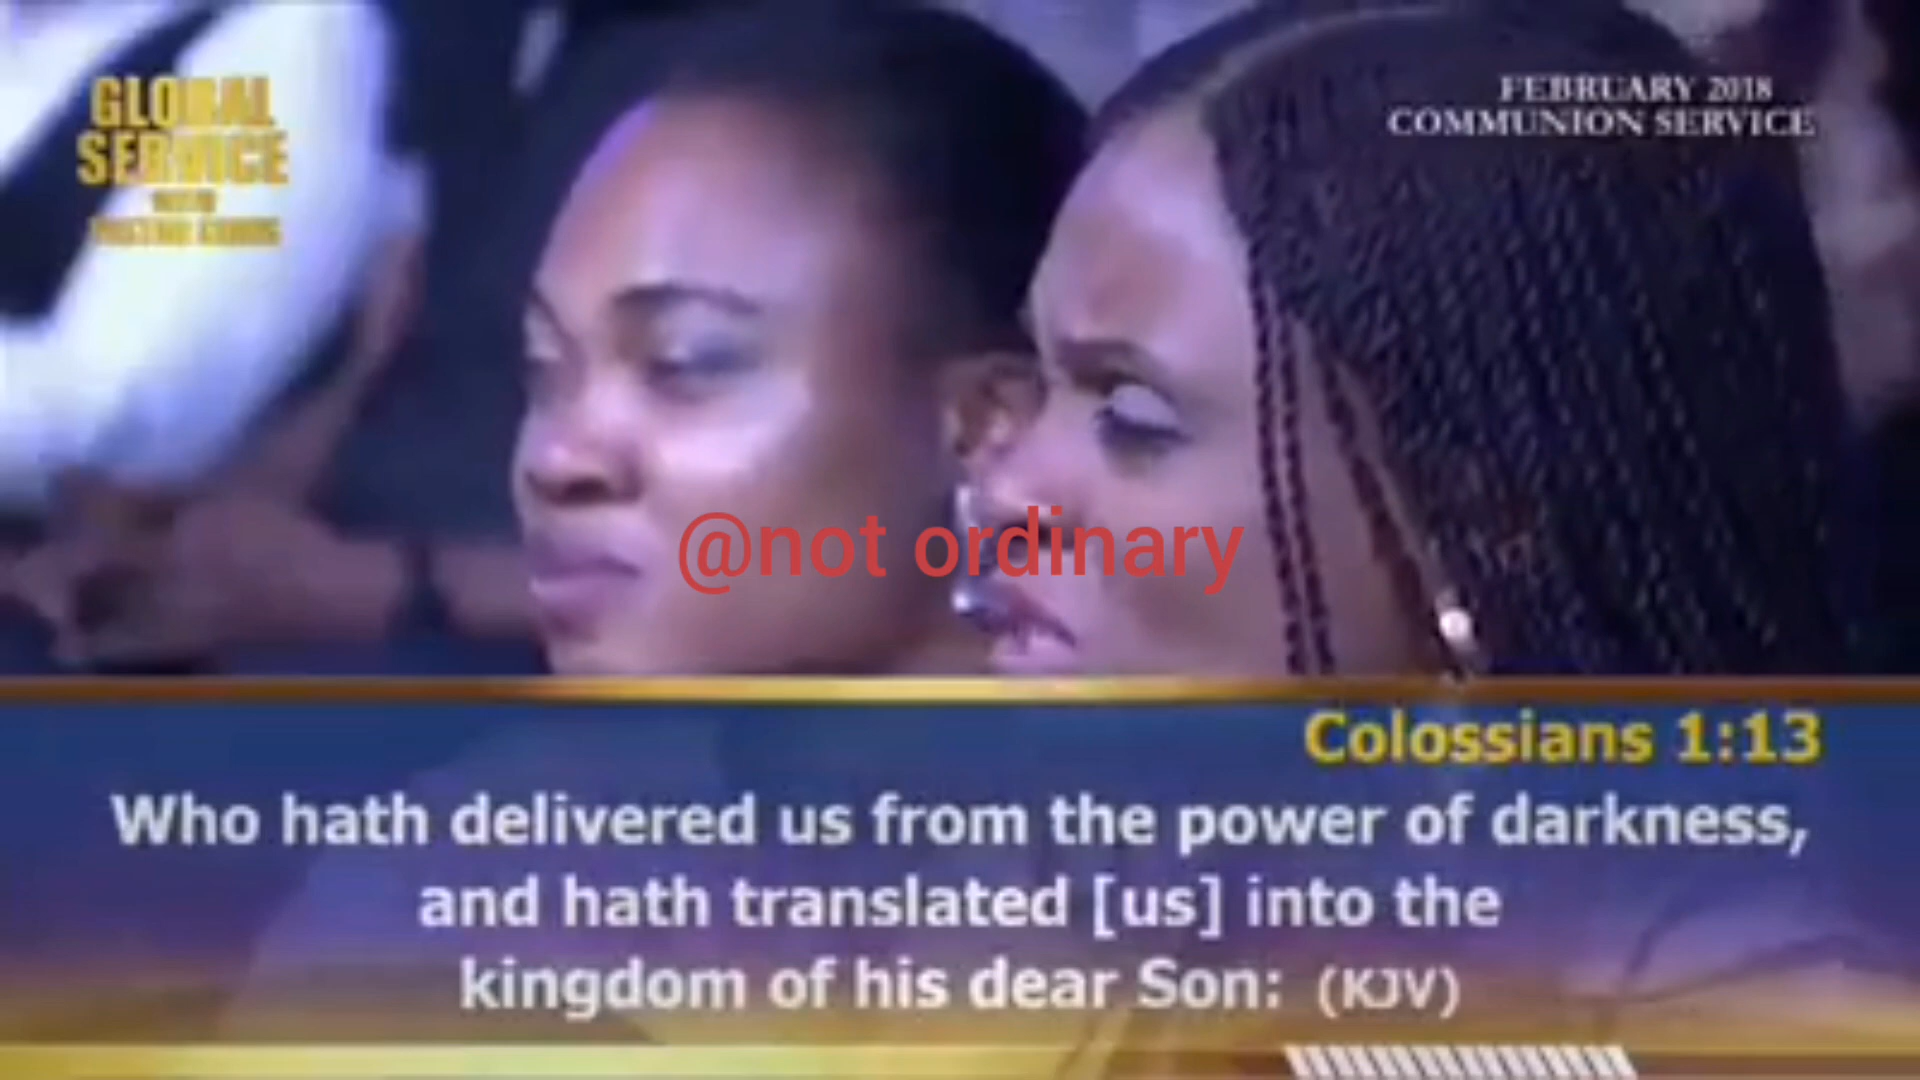 GLOBAL
SERVICE
FEBRUARY 2018
COMMUNION SERVICE
@not ordinary
Colossians 1:13
Who hath delivered us from the power of darkness,
and hath translated [us] into the
kingdom of his dear Son: (KJV)